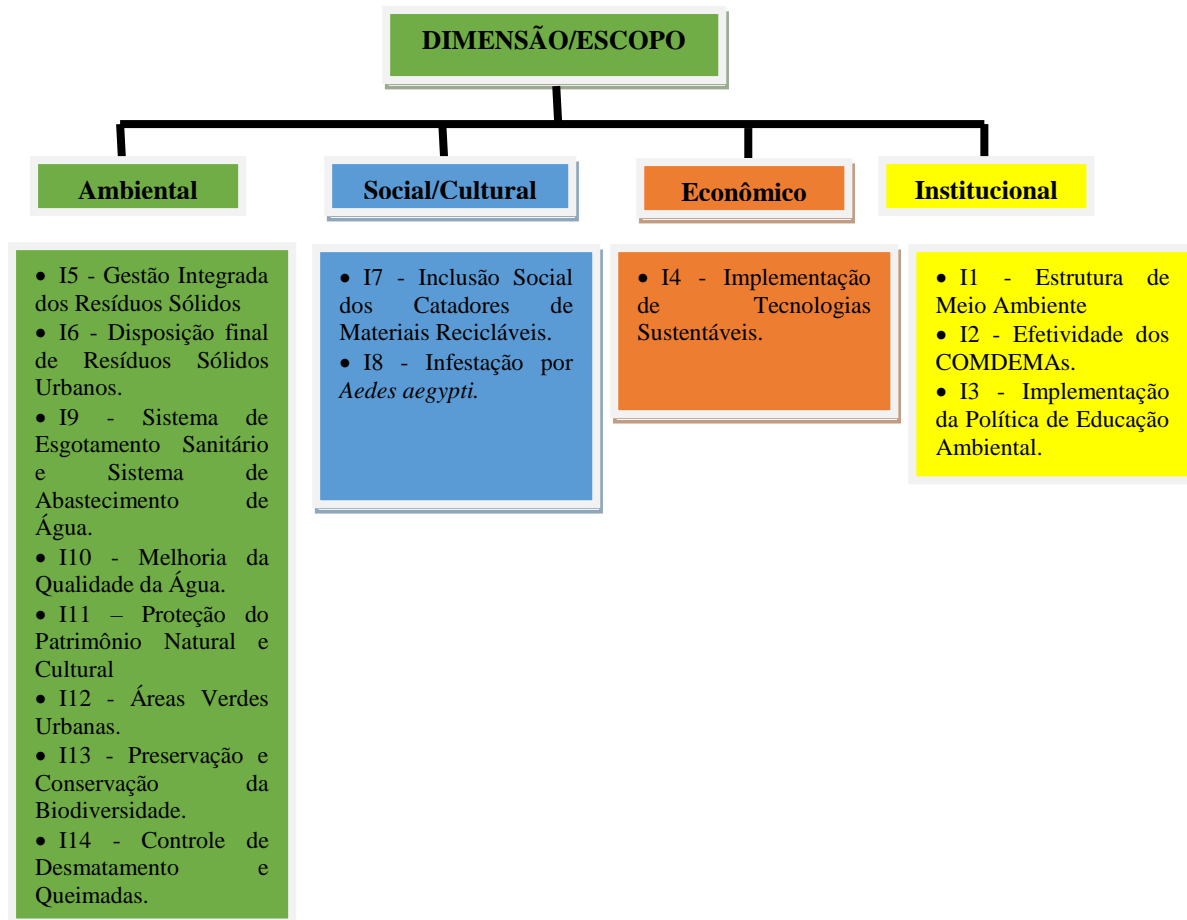 DIMENSÃO/ESCOPO
Ambiental
Social/Cultural
Econômico
Institucional
• I5 - Gestão Integrada
dos Resíduos Sólidos
• I6 - Disposição final
de Resíduos Sólidos
Urbanos.
• I9 - Sistema de
Esgotamento Sanitário
e Sistema de
Abastecimento de
Água.
• I10 - Melhoria da
Qualidade da Água.
• I11 – Proteção do
Patrimônio Natural e
Cultural
• I12 - Áreas Verdes
Urbanas.
• I13 - Preservação e
Conservação da
Biodiversidade.
• I14 - Controle de
Desmatamento e
Queimadas.
• I7 - Inclusão Social
dos Catadores de
Materiais Recicláveis.
• I8 - Infestação por
Aedes aegypti.
• I4 - Implementação
de Tecnologias
Sustentáveis.
• I1 - Estrutura de
Meio Ambiente
• I2 - Efetividade dos
COMDEMAs.
• I3 - Implementação
da Política de Educação
Ambiental.